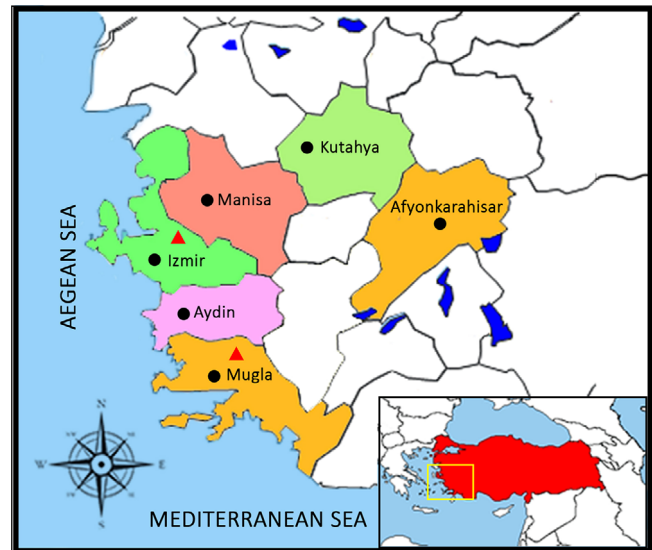 Kutahya
Manisa
Afyonkarahisar
Izmir
Aydin
Mugla
AEGEAN SEA
N
W
E
S
MEDITERRANEAN SEA